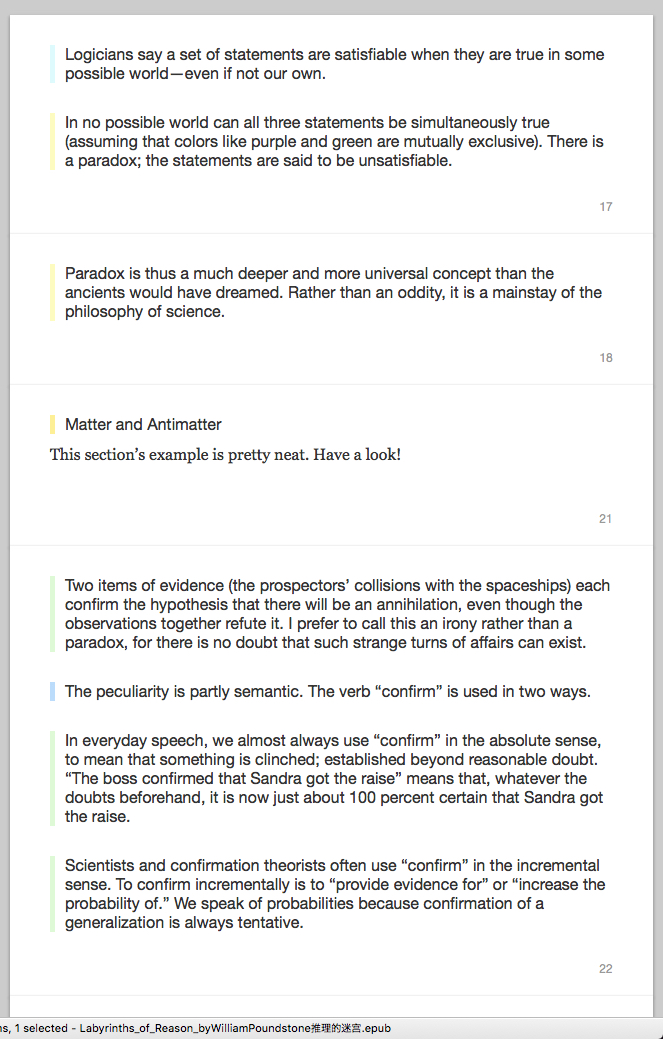 Logicians say a set of statements are satisfiable when they are true in some
possible world—even if not our own.
In no possible world can all three statements be simultaneously true
(assuming that colors like purple and green are mutually exclusive). There is
a paradox; the statements are said to be unsatisfiable.
17
Paradox is thus a much deeper and more universal concept than the
ancients would have dreamed. Rather than an oddity, it is a mainstay of the
philosophy of science.
18
Matter and Antimatter
This section’s example is pretty neat. Have a look!
21
Two items of evidence (the prospectors’ collisions with the spaceships) each
confirm the hypothesis that there will be an annihilation, even though the
observations together refute it. I prefer to call this an irony rather than a
paradox, for there is no doubt that such strange turns of affairs can exist.
The peculiarity is partly semantic. The verb “confirm” is used in two ways.
In everyday speech, we almost always use “confirm” in the absolute sense,
to mean that something is clinched; established beyond reasonable doubt.
“The boss confirmed that Sandra got the raise” means that, whatever the
doubts beforehand, it is now just about 100 percent certain that Sandra got
the raise.
Scientists and confirmation theorists often use “confirm” in the incremental
sense. To confirm incrementally is to “provide evidence for” or “increase the
probability of.” We speak of probabilities because confirmation of a
generalization is always tentative.
22
ns, 1 selected - Labyrinths_of_Reason_byWilliamPoundstone推理的迷宫.epub